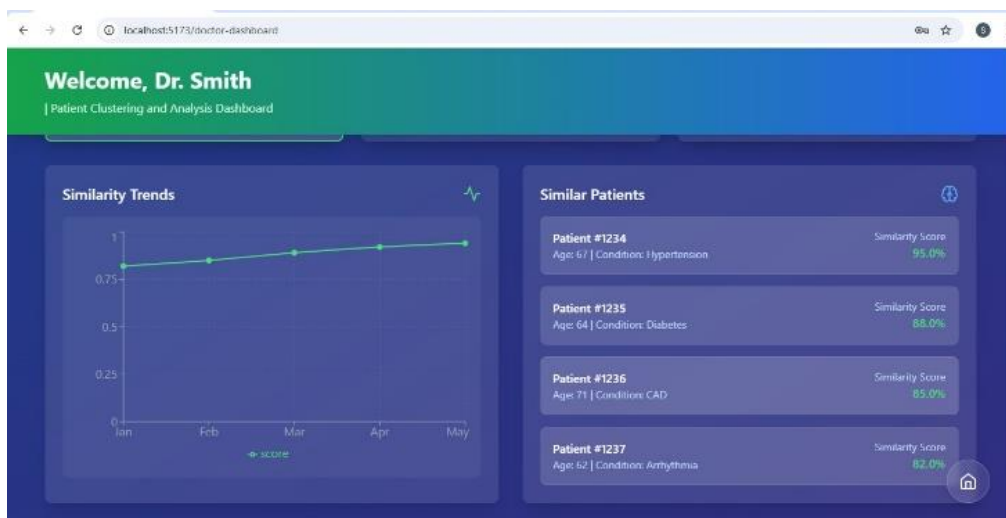 localhost:5173/doctor-dashboard
S
Welcome, Dr. Smith
| Patient Clustering and Analysis Dashboard
Similarity Trends
1
0.75
0.5
0.25
0
Jan Feb Mar Apr May
score
Similar Patients
Patient #1234
Similarity Score
Age: 67 | Condition: Hypertension
95.0%
Patient #1235
Similarity Score
Age: 64 | Condition: Diabetes
88.0%
Patient #1236
Similarity Score
Age: 71 | Condition: CAD
85.0%
Patient #1237
Similarity Score
Age: 62 | Condition: Arrhythmia
82.0%